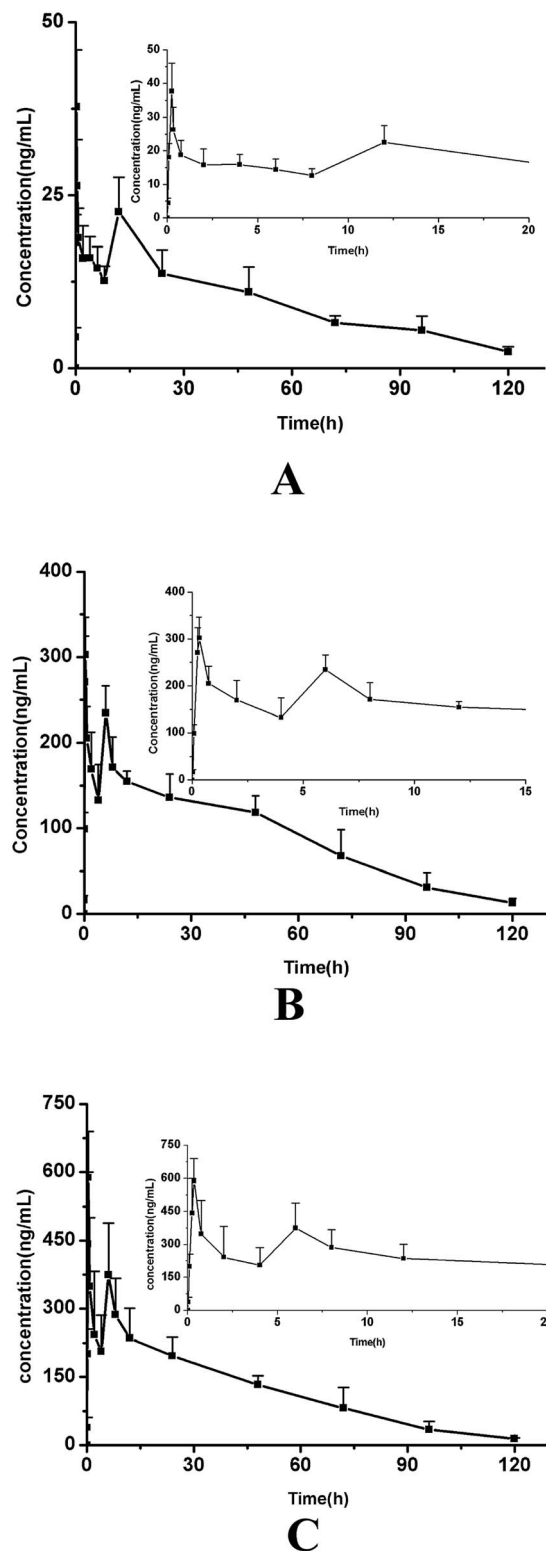 50
25
0
Concentration(ng/mL)
50
40
30
20
10
0
Concentration(ng/mL)
0 5 10 15 20
Time(h)
0 30 60 90 120
Time(h)
A
400
300
200
100
0
Concentration(ng/mL)
400
300
200
100
0
Concentration(ng/mL)
0 5 10 15
Time(h)
0 30 60 90 120
Time(h)
B
750
600
450
300
150
0
concentration(ng/mL)
750
600
450
300
150
0
concentration(ng/mL)
0 5 10 15 20
Time(h)
0 30 60 90 120
Time(h)
C